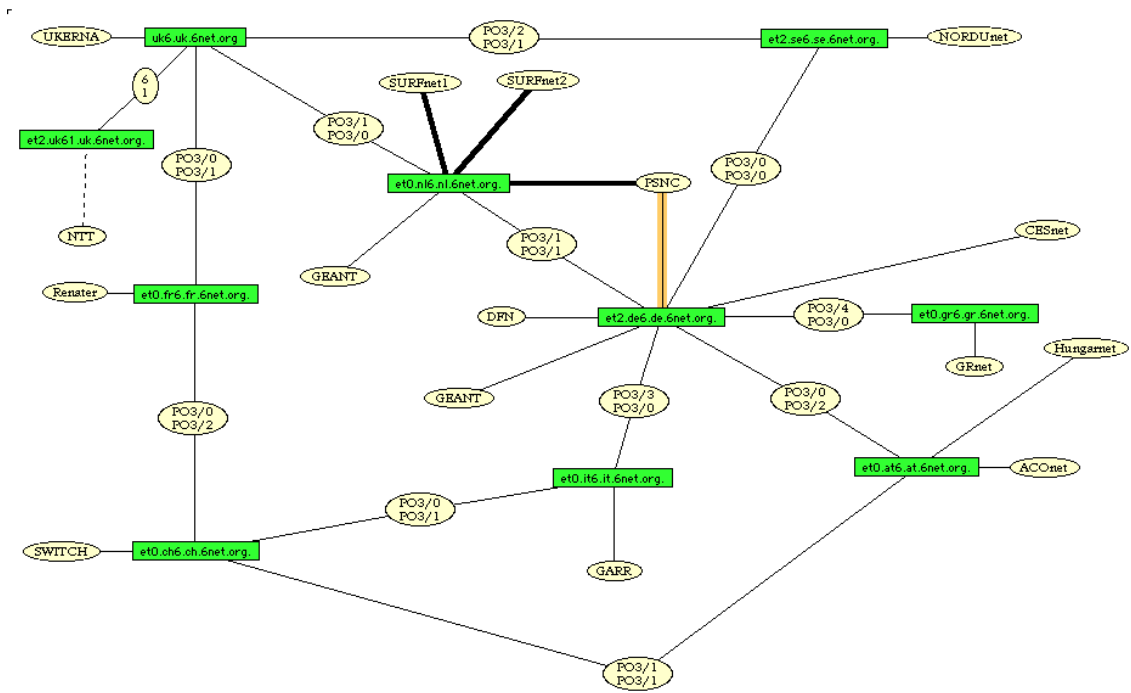 UKERNA
uk6.uk.6net.org
PO3/2
PO3/1
et2.se6.se.6net.org.
NORDUnet
6
1
SURFnet1
SURFnet2
et2.uk61.uk.6net.org.
PO3/1
PO3/0
PO3/0
PO3/1
PO3/0
PO3/0
et0.nl6.nl.6net.org.
PSNC
NTT
PO3/1
PO3/1
CESnet
GEANT
Renater
et0.fr6.fr.6net.org.
DFN
et2.de6.de.6net.org.
PO3/4
PO3/0
et0.gr6.gr.6net.org.
Hungarnet
GRnet
GEANT
PO3/3
PO3/0
PO3/0
PO3/2
PO3/0
PO3/2
et0.it6.it.6net.org.
et0.at6.at.6net.org.
ACOnet
PO3/0
PO3/1
SWITCH
et0.ch6.ch.6net.org.
GARR
PO3/1
PO3/1